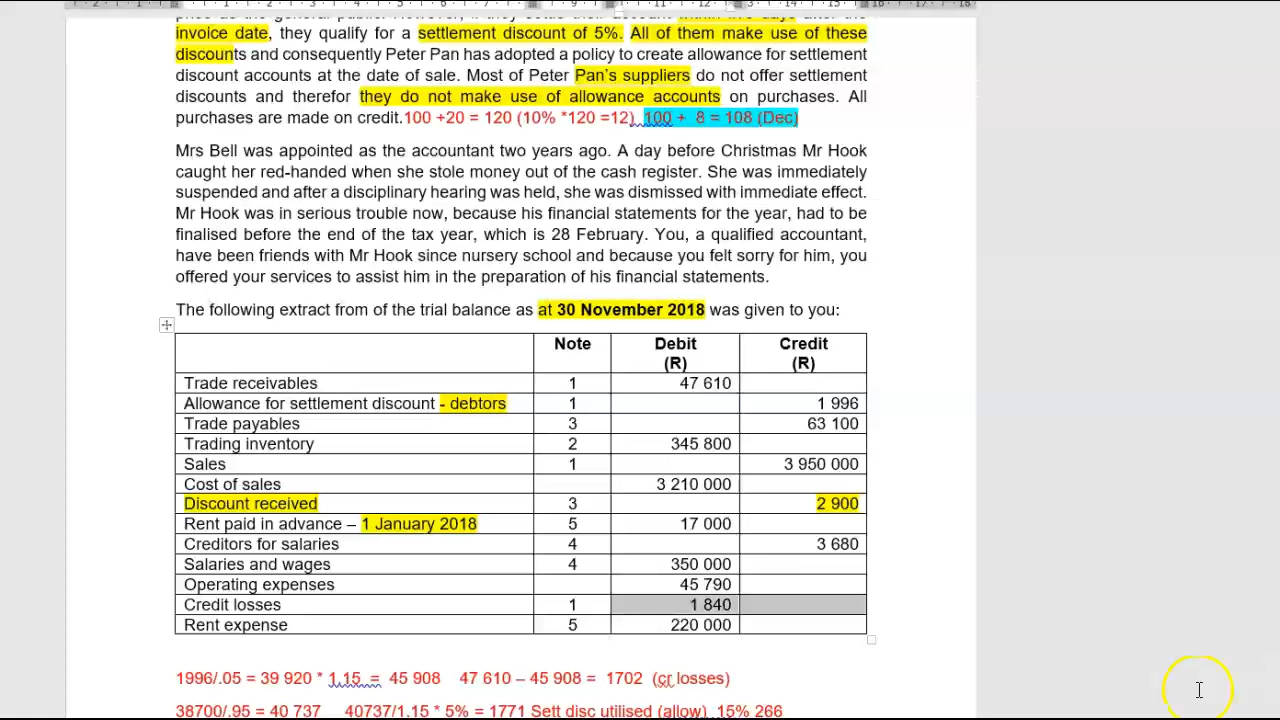 price as the general public. However, if they settle their account within five days after the
invoice date, they qualify for a settlement discount of 5%. All of them make use of these
discounts and consequently Peter Pan has adopted a policy to create allowance for settlement
discount accounts at the date of sale. Most of Peter Pan's suppliers do not offer settlement
discounts and therefor they do not make use of allowance accounts on purchases. All
purchases are made on credit.100 +20 = 120 (10% *120 =12) 100 + 8 = 108 (Dec)
Mrs Bell was appointed as the accountant two years ago. A day before Christmas Mr Hook
caught her red-handed when she stole money out of the cash register. She was immediately
suspended and after a disciplinary hearing was held, she was dismissed with immediate effect.
Mr Hook was in serious trouble now, because his financial statements for the year, had to be
finalised before the end of the tax year, which is 28 February. You, a qualified accountant,
have been friends with Mr Hook since nursery school and because you felt sorry for him, you
offered your services to assist him in the preparation of his financial statements.
The following extract from of the trial balance as at 30 November 2018 was given to you:
Note Debit (R) Credit (R)
Trade receivables 1 47 610
Allowance for settlement discount - debtors 1 1 996
Trade payables 3 63 100
Trading inventory 2 345 800
Sales 1 3 950 000
Cost of sales 3 210 000
Discount received 3 2 900
Rent paid in advance – 1 January 2018 5 17 000
Creditors for salaries 4 3 680
Salaries and wages 4 350 000
Operating expenses 45 790
Credit losses 1 1 840
Rent expense 5 220 000
1996/.05 = 39 920 * 1.15 = 45 908 47 610 – 45 908 = 1702 (cr losses)
38700/.95 = 40 737 40737/1.15 * 5% = 1771 Sett disc utilised (allow) 15% 266